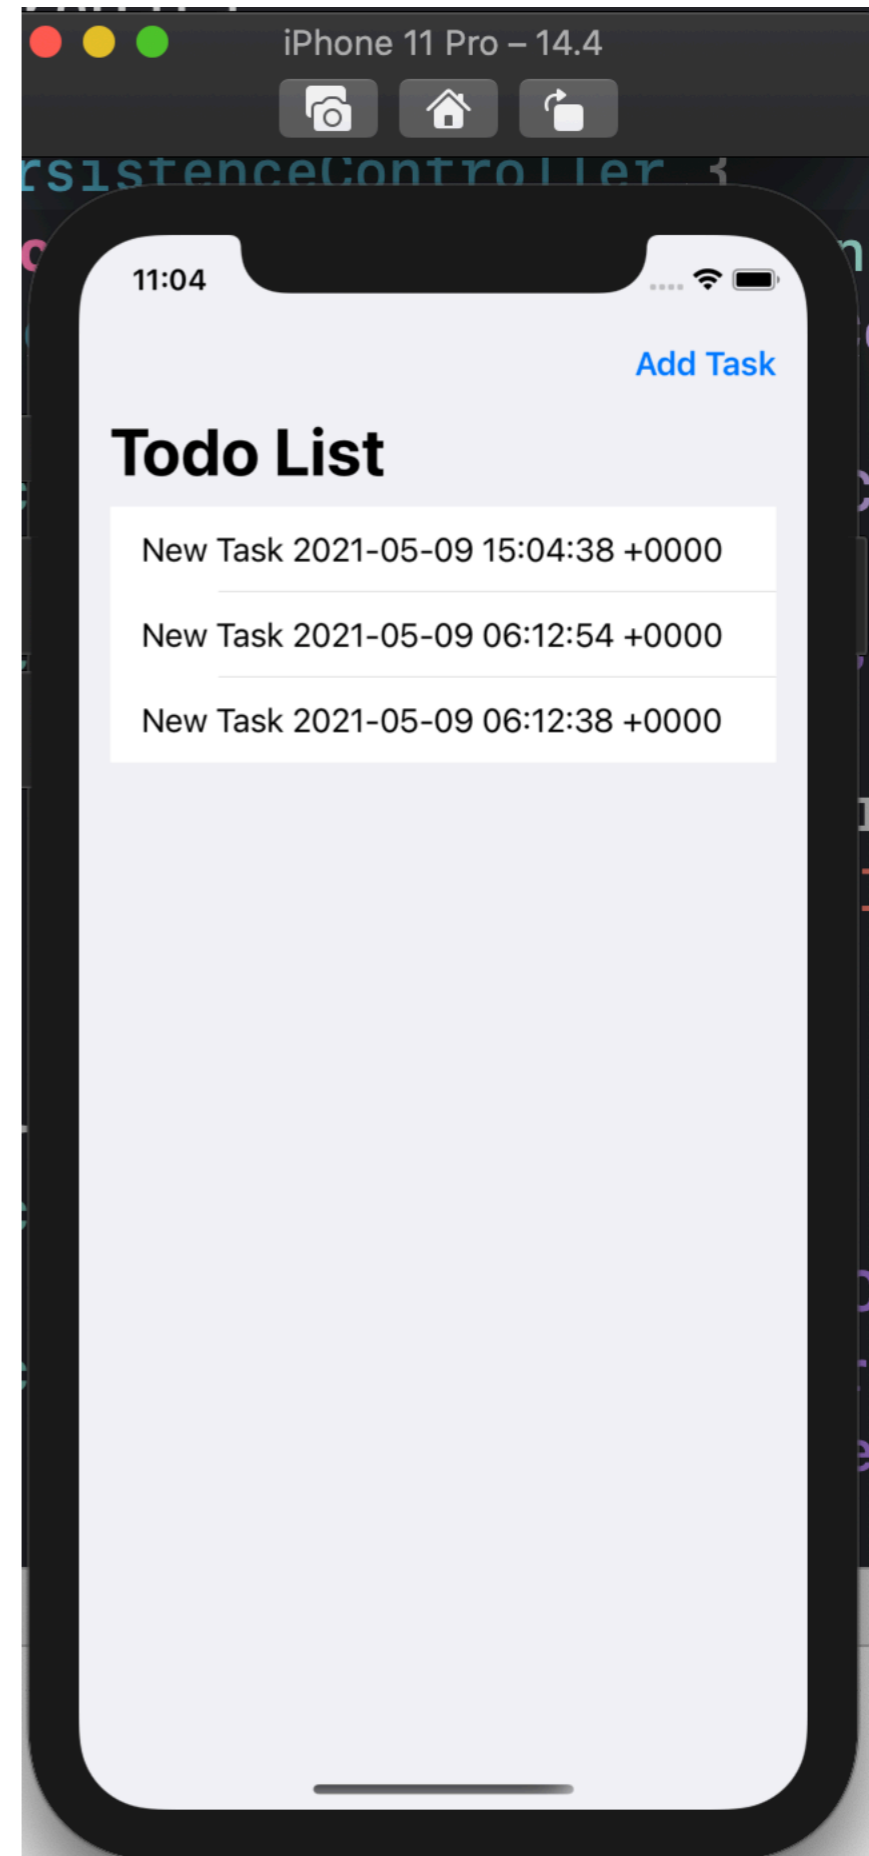 iPhone 11 Pro – 14.4
rsistenceController {
11:04
Add Task
Todo List
New Task 2021-05-09 15:04:38 +0000
New Task 2021-05-09 06:12:54 +0000
New Task 2021-05-09 06:12:38 +0000